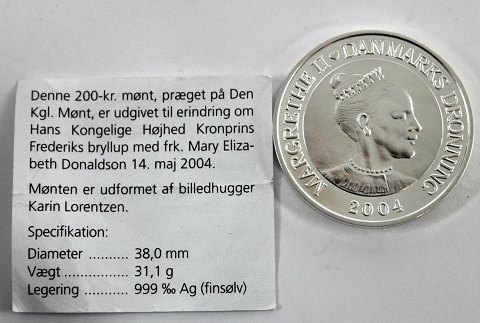 Denne 200-kr. mønt, præget på Den
Kgl. Mønt, er udgivet til erindring om
Hans Kongelige Højhed Kronprins
Frederiks bryllup med frk. Mary Eliza-
beth Donaldson 14. maj 2004.
Mønten er udformet af billedhugger
Karin Lorentzen.
Specifikation:
Diameter .......... 38,0 mm
Vægt ................ 31,1 g
Legering ........... 999 ‰ Ag (finsølv)
MARGRETHE II ♥ DANMARKS DRONNING
2004